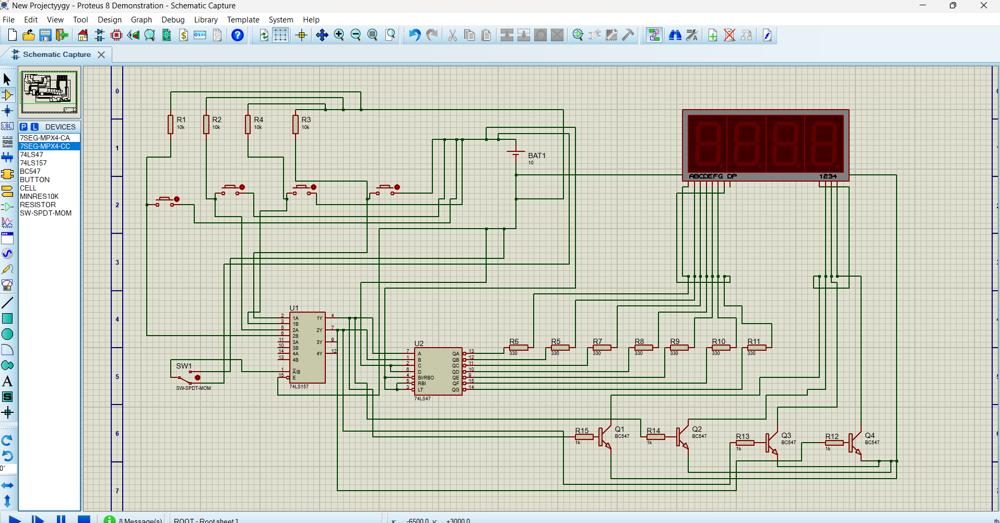 New Projectyygy - Proteus 8 Demonstration - Schematic Capture
File Edit View Tool Design Graph Debug Library Template System Help
Schematic Capture
P L DEVICES
7SEG-MPX4-CA
7SEG-MPX4-CC
74LS47
74LS157
BC547
BUTTON
CELL
MINRES10K
RESISTOR
SW-SPDT-MOM
LBL
A
S
0°
0
1
2
3
4
5
6
7
R1
10k
R2
10k
R4
10k
R3
10k
BAT1
10
ABCDEFG DP
1234
U1
2 1A 1Y 4
3 1B
5 2A 2Y 7
6 2B
11 3A 3Y 9
10 3B
14 4A 4Y 12
13 4B
1 A/B
15 E
74LS157
SW1
SW-SPDT-MOM
U2
7 A QA 13
1 B QB 12
2 C QC 11
6 D QD 10
4 BI/RBO QE 9
5 RBI QF 15
3 LT QG 14
74LS47
R6
330
R5
330
R7
330
R8
330
R9
330
R10
330
R11
330
R15
1k
Q1
BC547
R14
1k
Q2
BC547
R13
1k
Q3
BC547
R12
1k
Q4
BC547
8 Message(s) ROOT - Root sheet 1 x: -6500.0 y: +3000.0 th